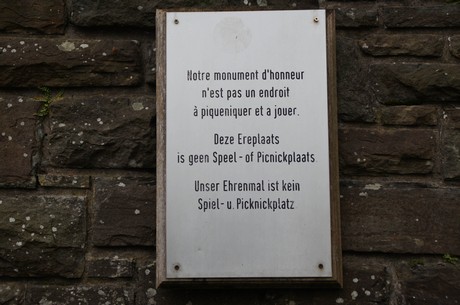 Notre monument d'honneur
n'est pas un endroit
à piqueniquer et a jouer.
Deze Ereplaats
is geen Speel - of Picnickplaats
Unser Ehrenmal ist kein
Spiel - u. Picknickplatz